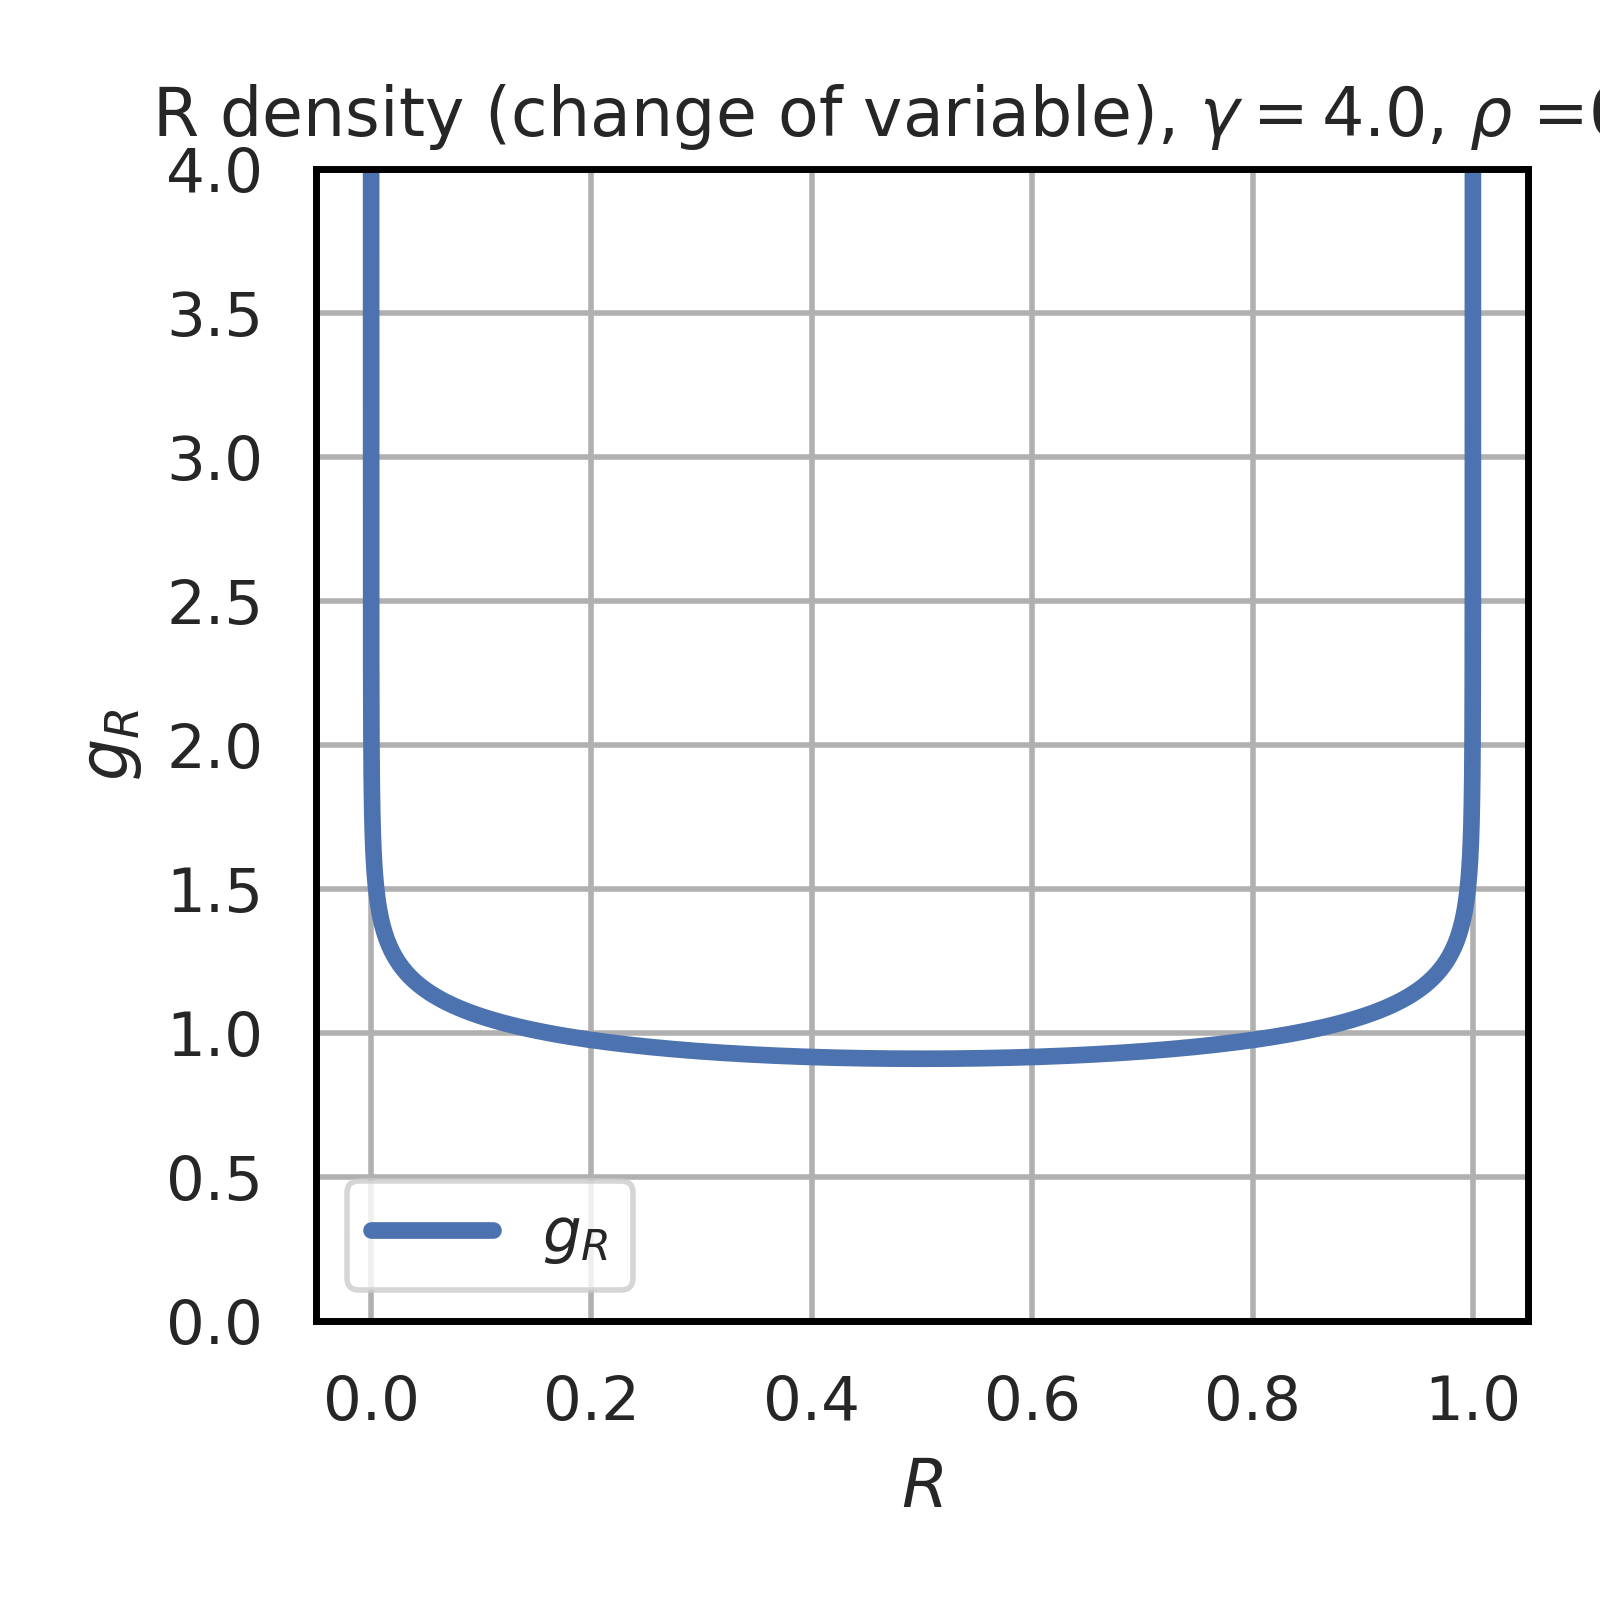 R density (change of variable), γ = 4.0, ρ =
4.0
3.5
3.0
2.5
2.0
1.5
1.0
0.5
0.0
g_R
g_R
0.0 0.2 0.4 0.6 0.8 1.0
R